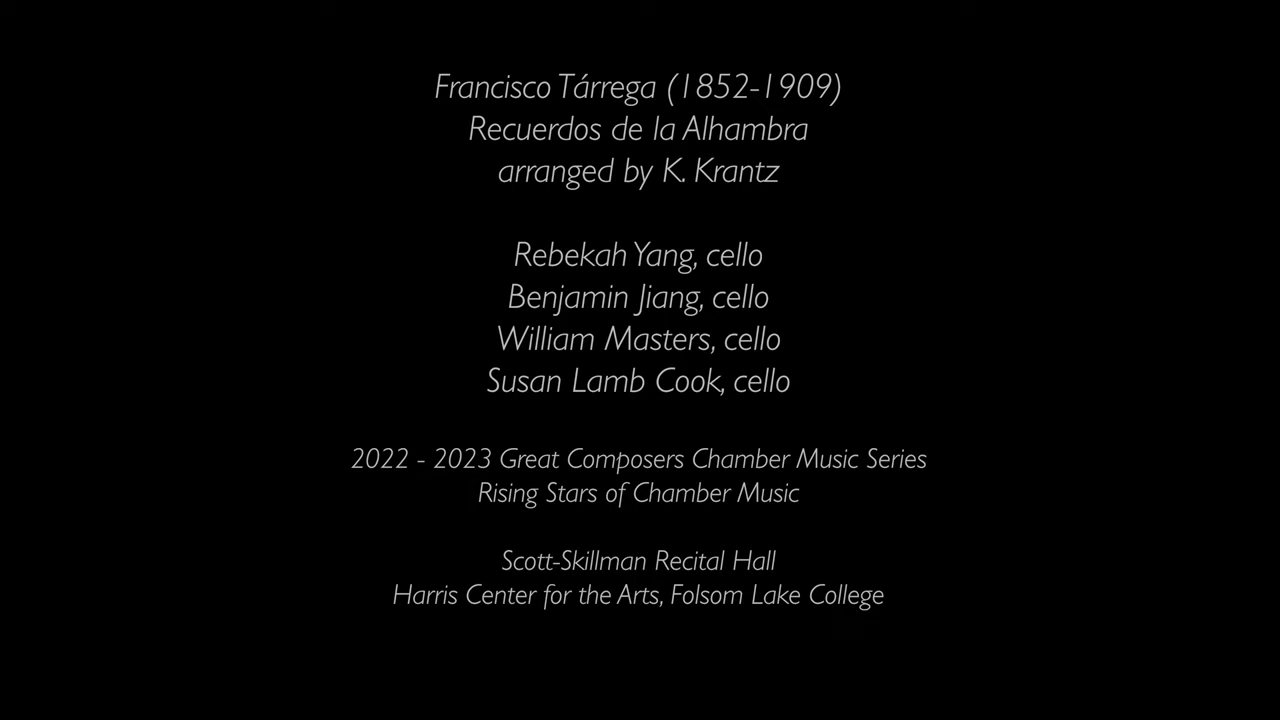 Francisco Tárrega (1852-1909)
Recuerdos de la Alhambra
arranged by K. Krantz
Rebekah Yang, cello
Benjamin Jiang, cello
William Masters, cello
Susan Lamb Cook, cello
2022 - 2023 Great Composers Chamber Music Series
Rising Stars of Chamber Music
Scott-Skillman Recital Hall
Harris Center for the Arts, Folsom Lake College